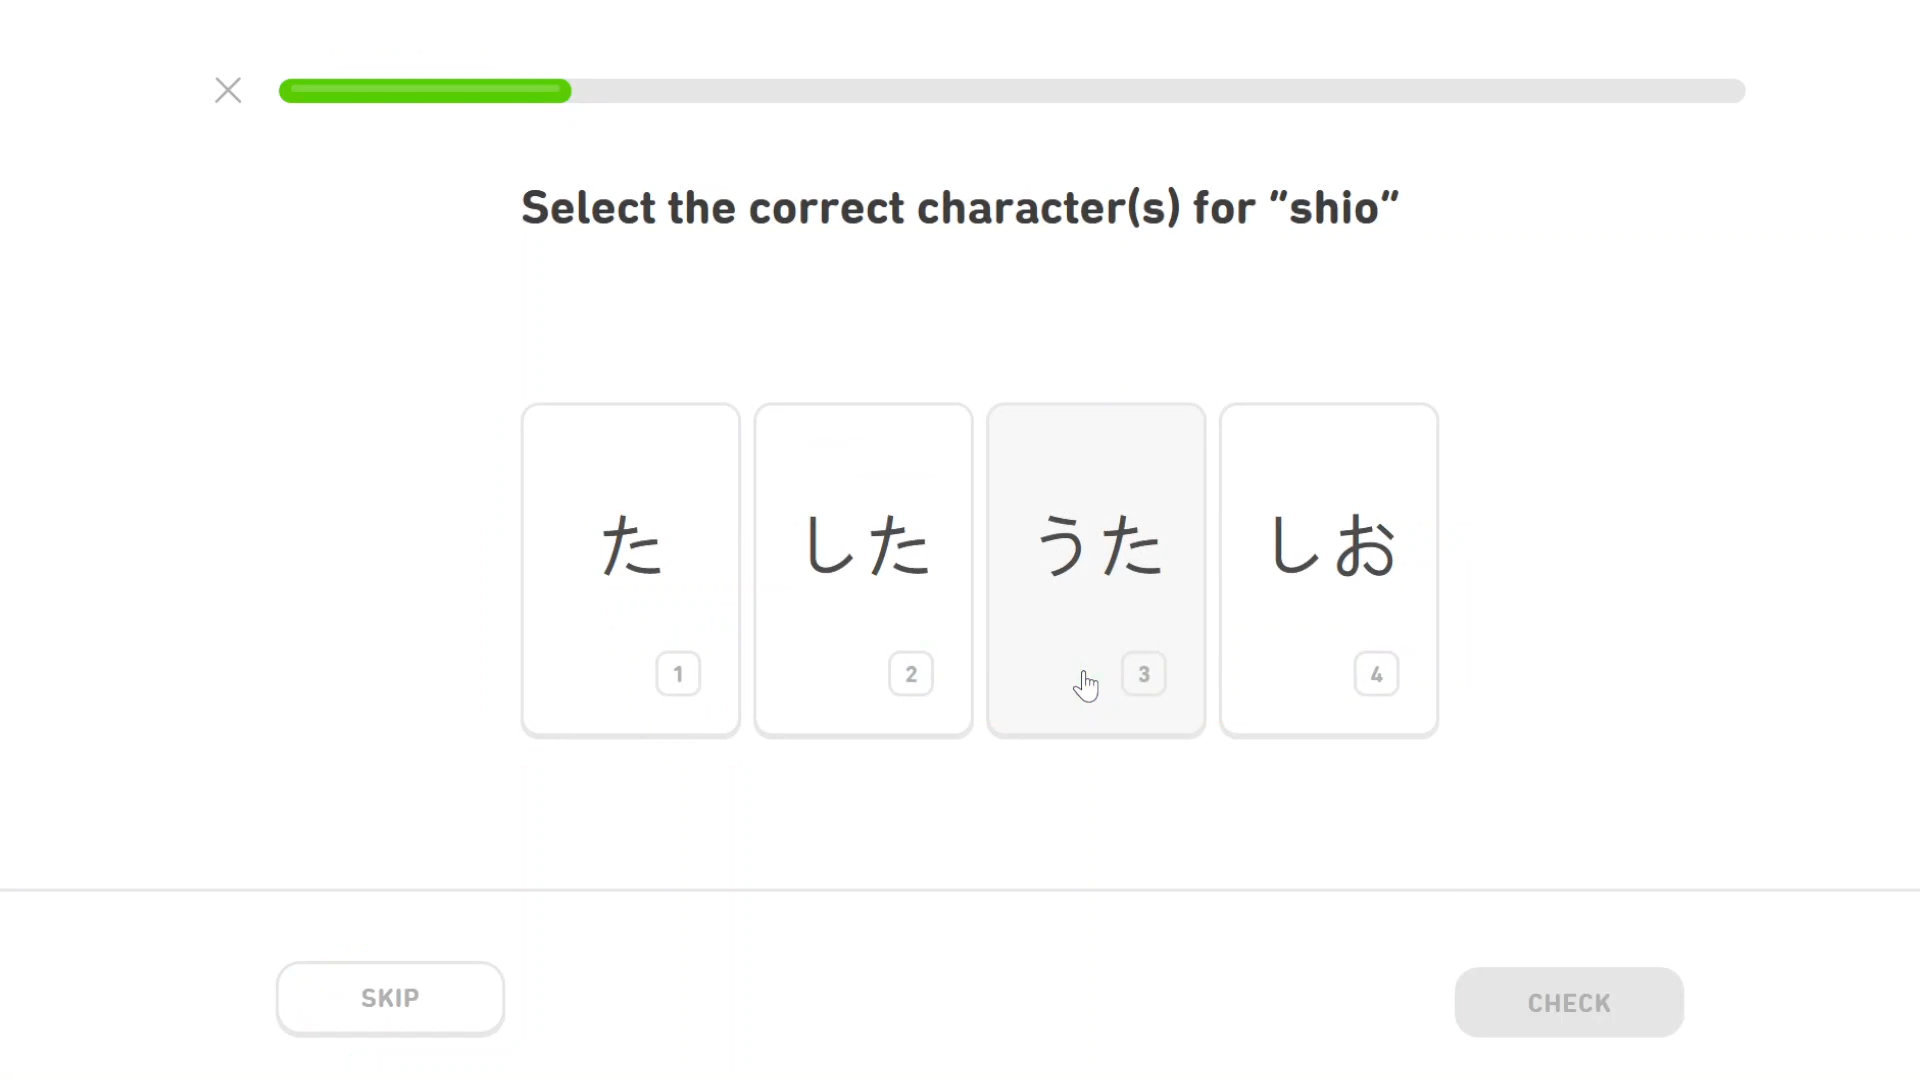 Select the correct character(s) for "shio"
た
1
した
2
うた
3
しお
4
SKIP
CHECK